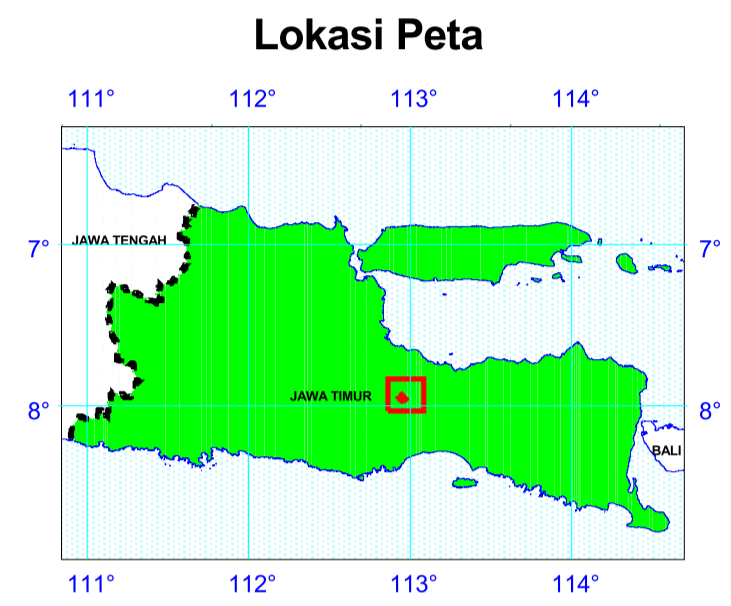 Lokasi Peta
111° 112° 113° 114°
JAWA TENGAH
7° 7°
JAWA TIMUR
8° 8°
BALI
111° 112° 113° 114°